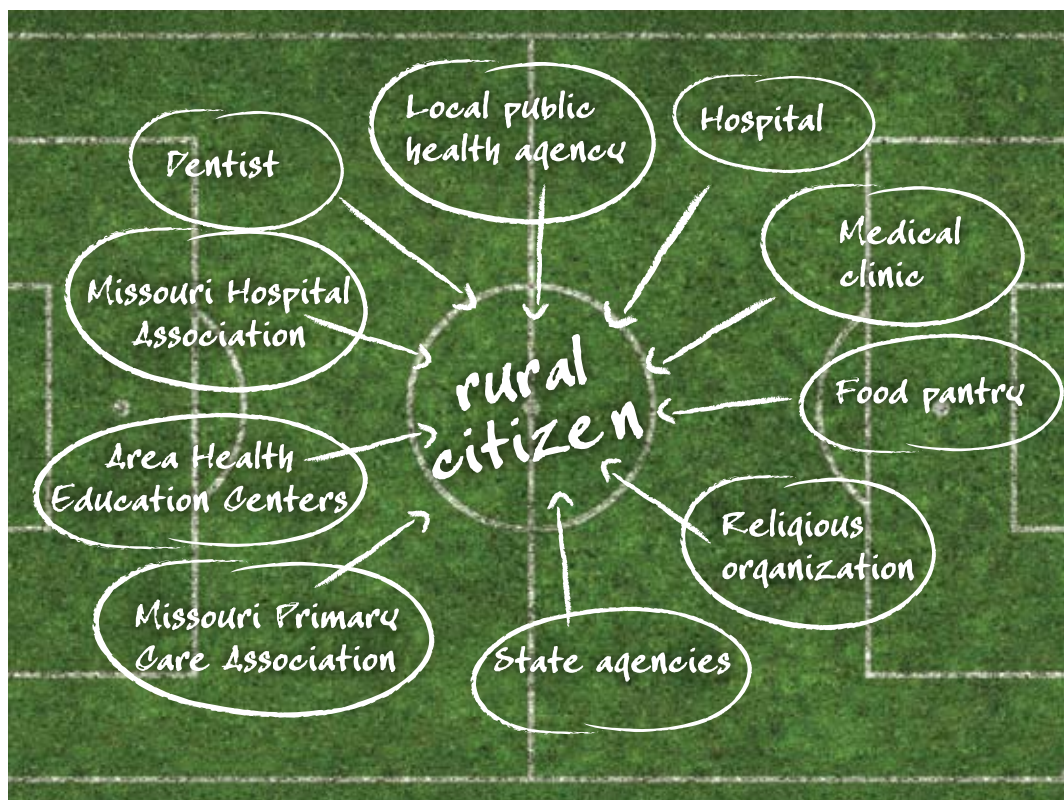 Local public
health agency
Hospital
Dentist
Medical
clinic
Missouri Hospital
Association
rural
citizen
Food pantry
Area Health
Education Centers
Religious
organization
Missouri Primary
Care Association
State agencies